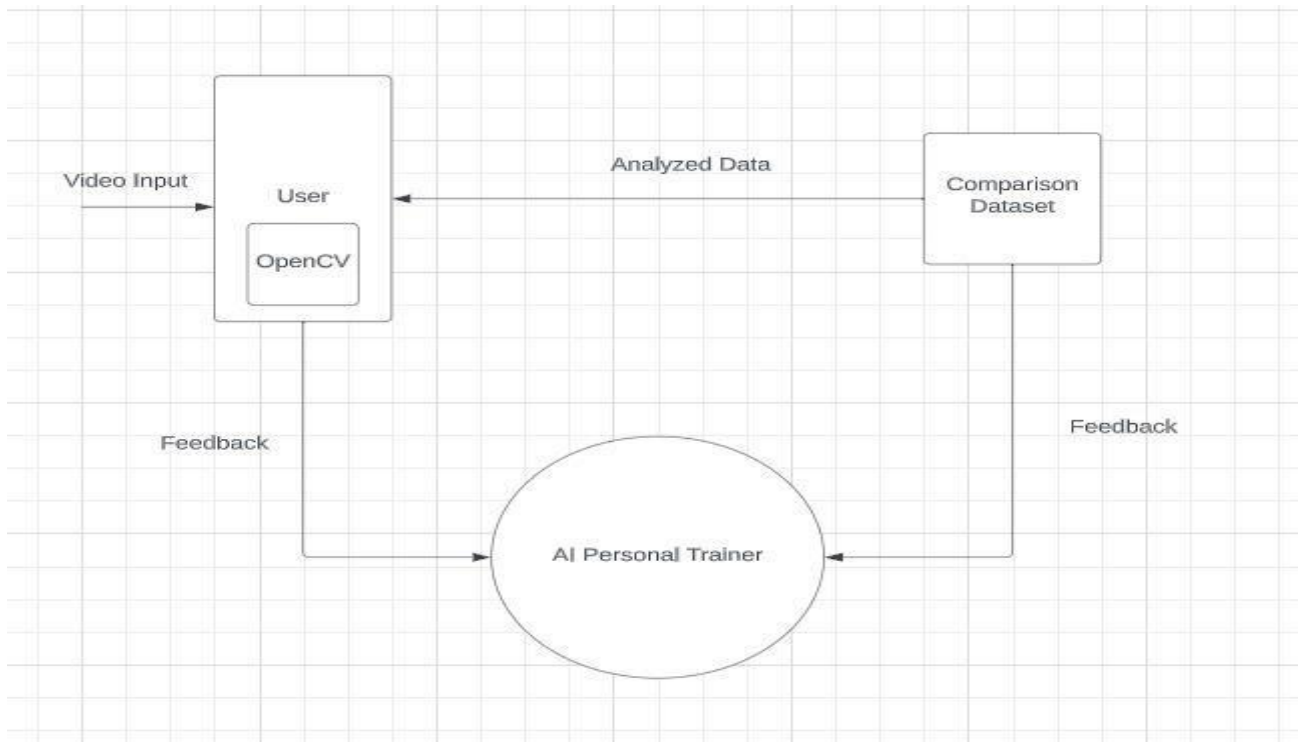 Video Input
User
OpenCV
Analyzed Data
Comparison
Dataset
Feedback
Feedback
AI Personal Trainer